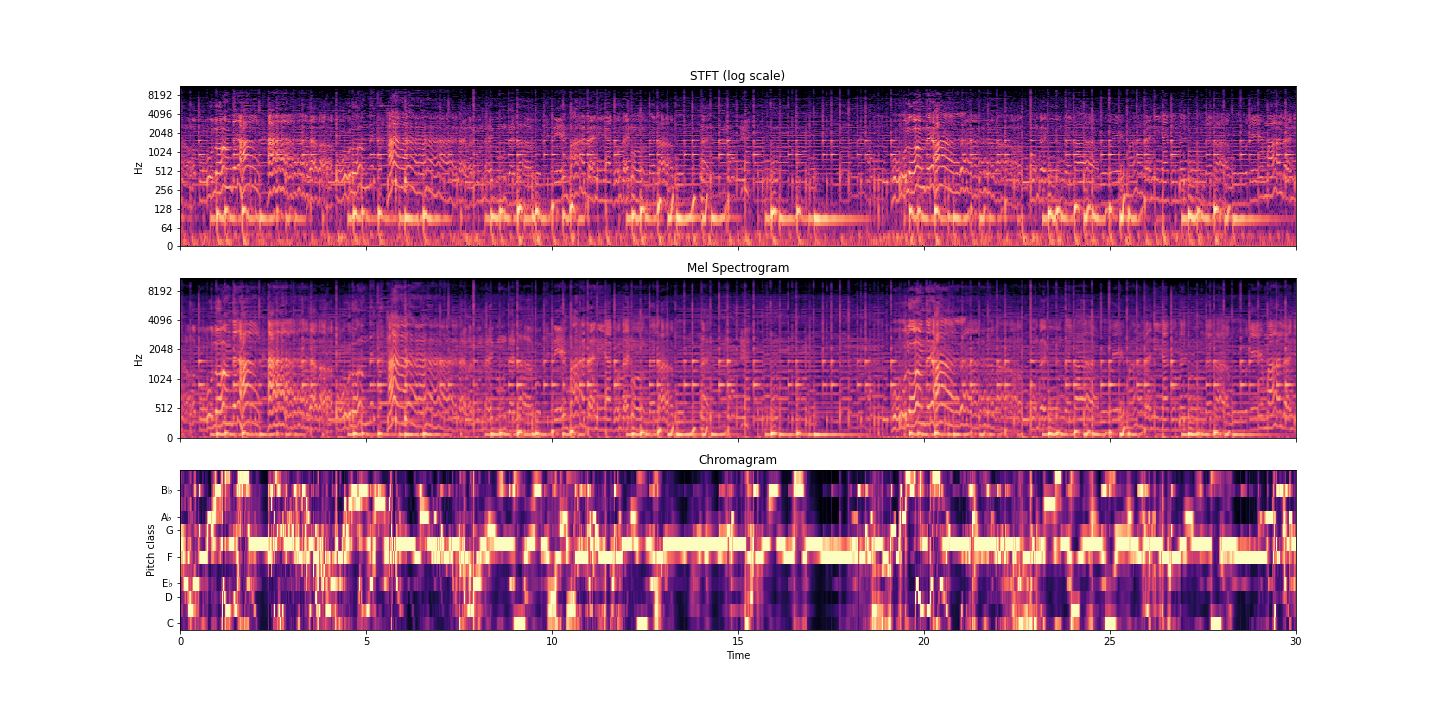 STFT (log scale)
8192
4096
2048
1024
512
256
128
64
0
Hz
Mel Spectrogram
8192
4096
2048
1024
512
0
Hz
Chromagram
B♭
A♭
G
F
E♭
D
C
Pitch class
0 5 10 15 20 25 30
Time